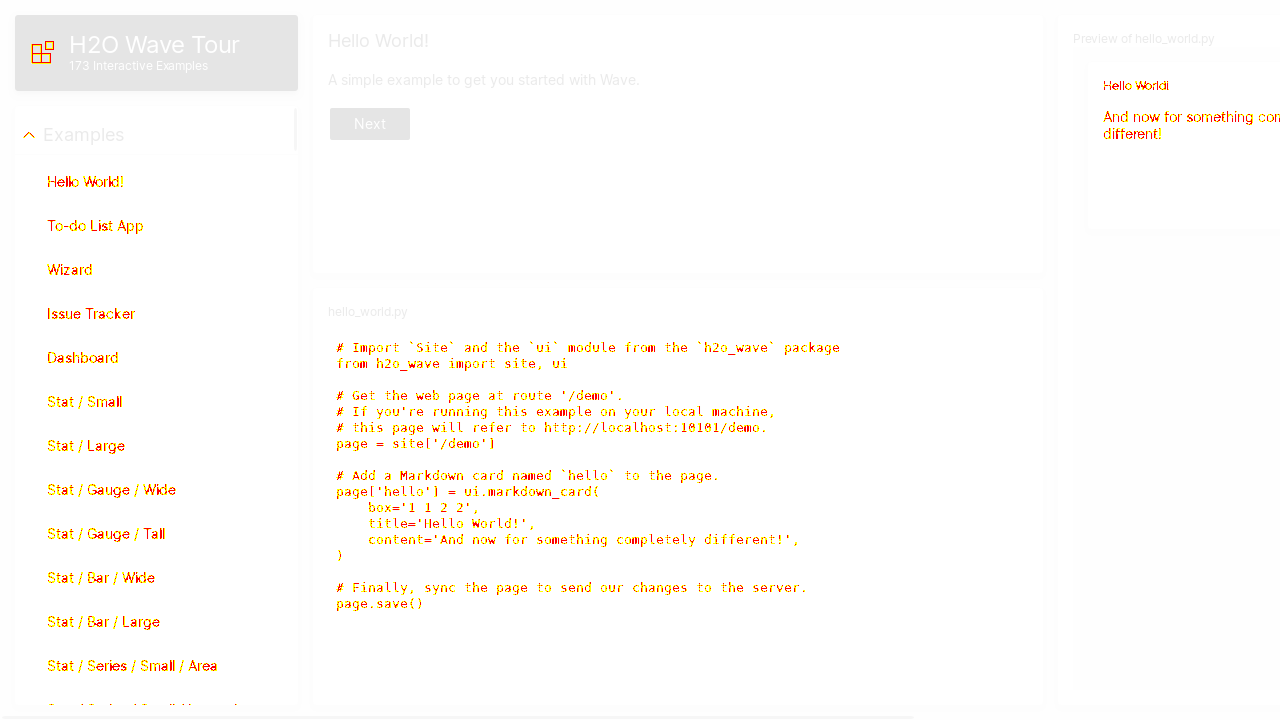 H2O Wave Tour
173 Interactive Examples
Examples
Hello World!
To-do List App
Wizard
Issue Tracker
Dashboard
Stat / Small
Stat / Large
Stat / Gauge / Wide
Stat / Gauge / Tall
Stat / Bar / Wide
Stat / Bar / Large
Stat / Series / Small / Area
Hello World!
A simple example to get you started with Wave.
Next
hello_world.py
# Import `Site` and the `ui` module from the `h2o_wave` package
from h2o_wave import site, ui
# Get the web page at route '/demo'.
# If you're running this example on your local machine,
# this page will refer to http://localhost:10101/demo.
page = site['/demo']
# Add a Markdown card named `hello` to the page.
page['hello'] = ui.markdown_card(
    box='1 1 2 2',
    title='Hello World!',
    content='And now for something completely different!',
)
# Finally, sync the page to send our changes to the server.
page.save()
Preview of hello_world.py
Hello World!
And now for something
different!